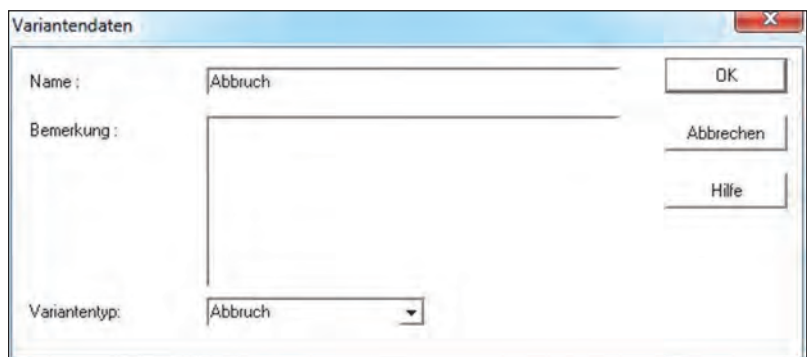 Variantendaten
X
Name : Abbruch OK
Bemerkung : Abbrechen
Hilfe
Variantentyp: Abbruch